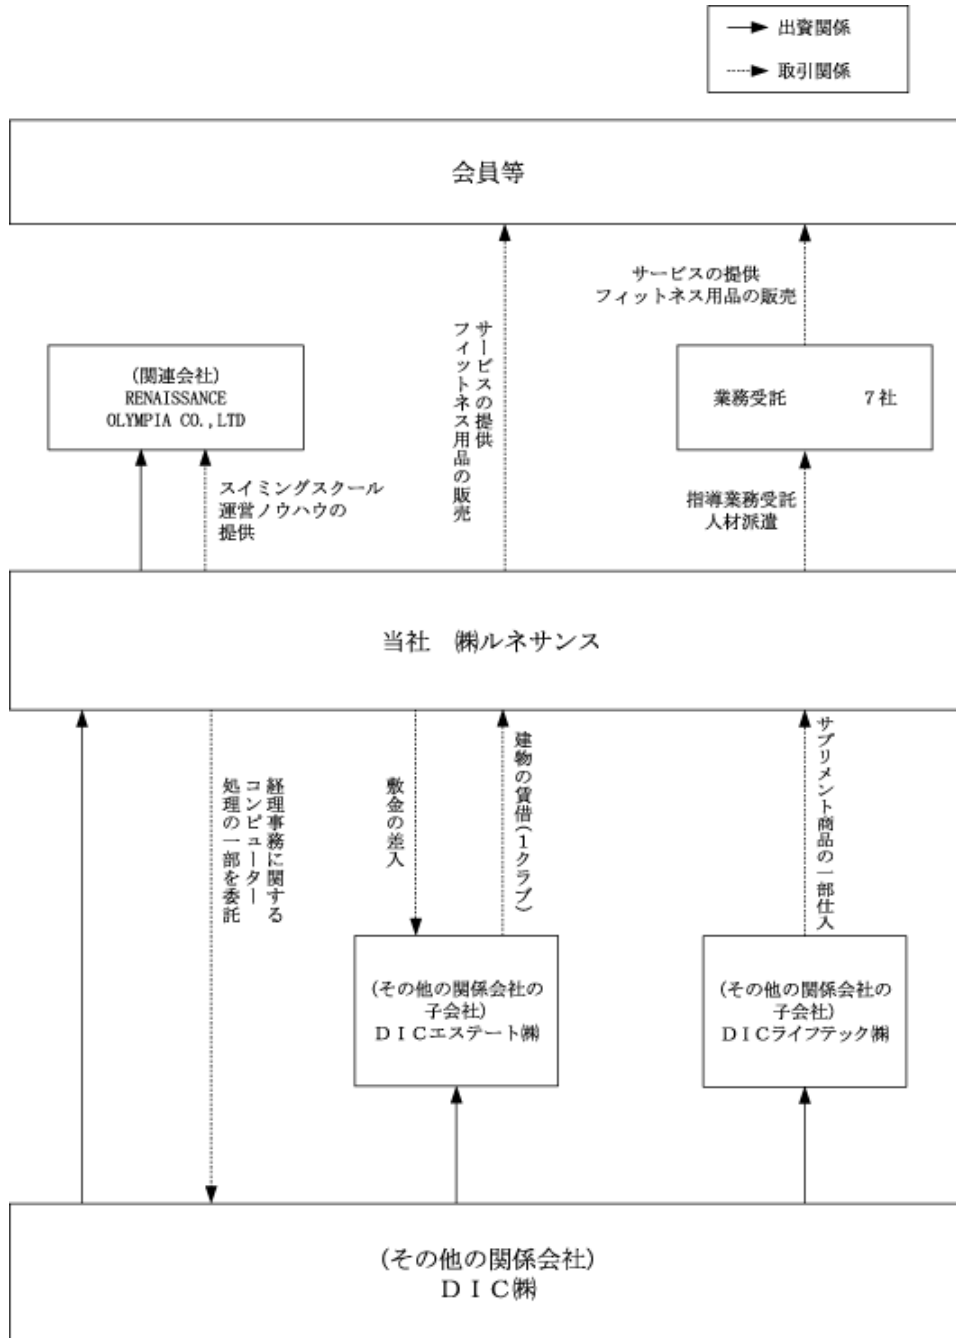 出資関係
取引関係
会員等
サービスの提供
フィットネス用品の販売
サービスの提供
フィットネス用品の販売
(関連会社)
RENAISSANCE
OLYMPIA CO.,LTD
業務受託 7社
スイミングスクール
運営ノウハウの
提供
指導業務受託
人材派遣
当社 ㈱ルネサンス
経理事務に関する
コンピューター
処理の一部を委託
敷金の差入
建物の賃借(1クラブ)
サプリメント商品の一部仕入
(その他の関係会社の
子会社)
DICエステート㈱
(その他の関係会社の
子会社)
DICライフテック㈱
(その他の関係会社)
DIC㈱